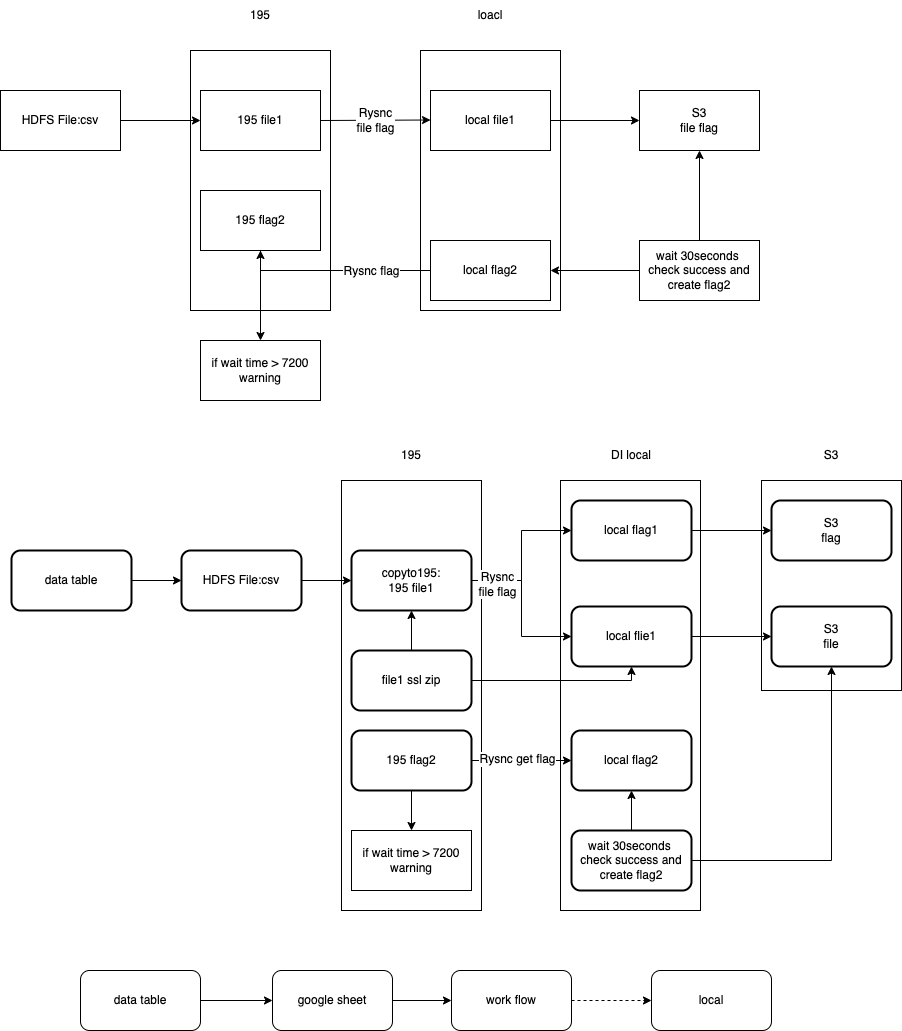 195
loacl
HDFS File:csv
195 file1
Rysnc
file flag
local file1
S3
file flag
195 flag2
Rysnc flag
local flag2
wait 30seconds
check success and
create flag2
if wait time > 7200
warning
195
DI local
S3
data table
HDFS File:csv
copyto195:
195 file1
Rysnc
file flag
local flag1
S3
flag
local flie1
S3
file
file1 ssl zip
195 flag2
Rysnc get flag
local flag2
if wait time > 7200
warning
wait 30seconds
check success and
create flag2
data table
google sheet
work flow
local